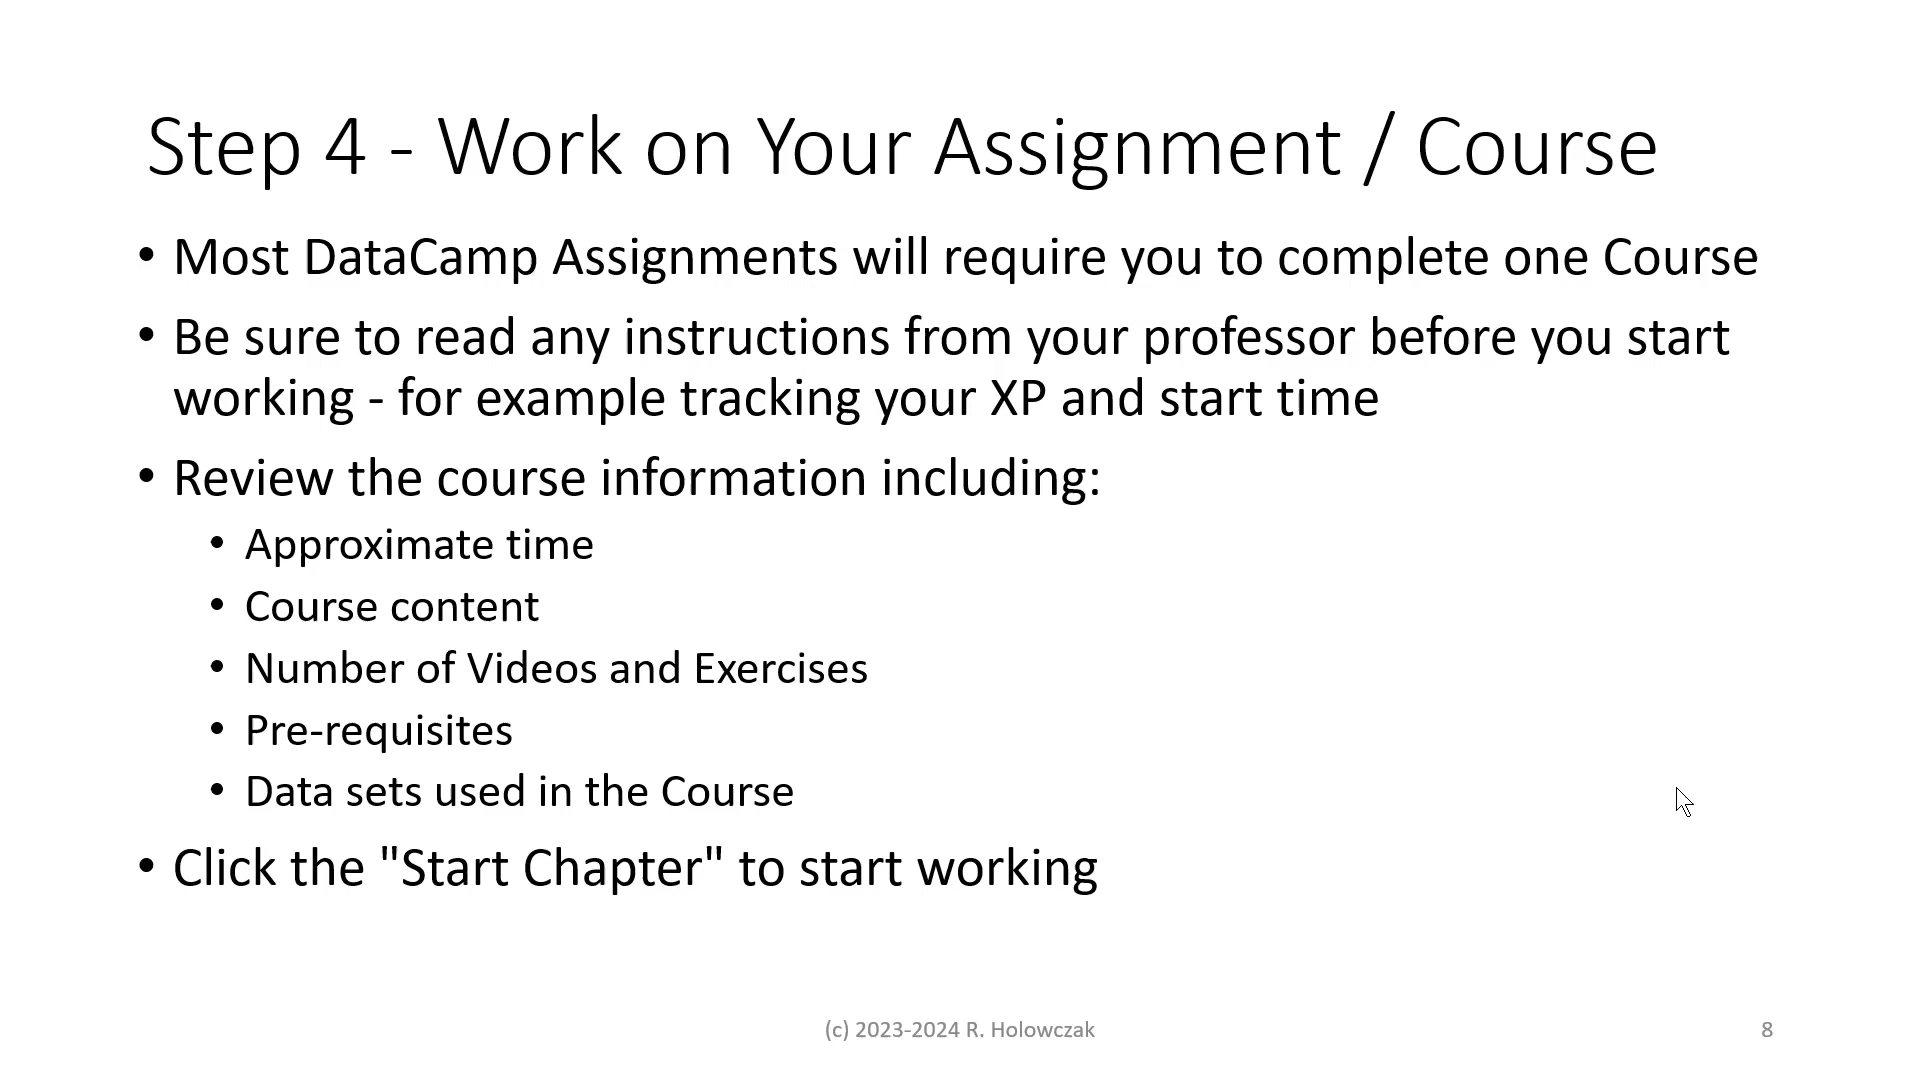 Step 4 - Work on Your Assignment / Course
• Most DataCamp Assignments will require you to complete one Course
• Be sure to read any instructions from your professor before you start
working - for example tracking your XP and start time
• Review the course information including:
• Approximate time
• Course content
• Number of Videos and Exercises
• Pre-requisites
• Data sets used in the Course
• Click the "Start Chapter" to start working
(c) 2023-2024 R. Holowczak
8